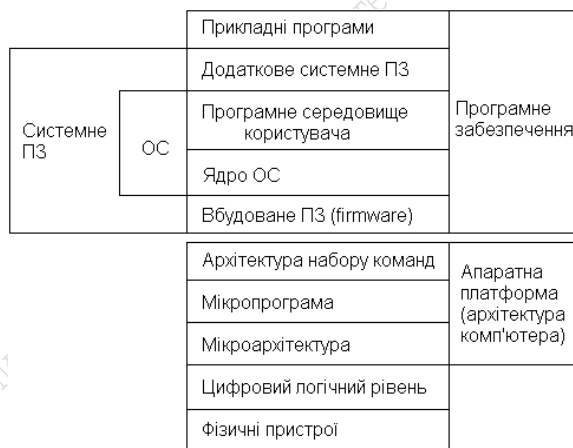 Прикладні програми
Додаткове системне ПЗ
Програмне середовище
користувача
Програмне
забезпечення
Системне
ПЗ
ОС
Ядро ОС
Вбудоване ПЗ (firmware)
Архітектура набору команд
Апаратна
платформа
(архітектура
комп'ютера)
Мікропрограма
Мікроархітектура
Цифровий логічний рівень
Фізичні пристрої